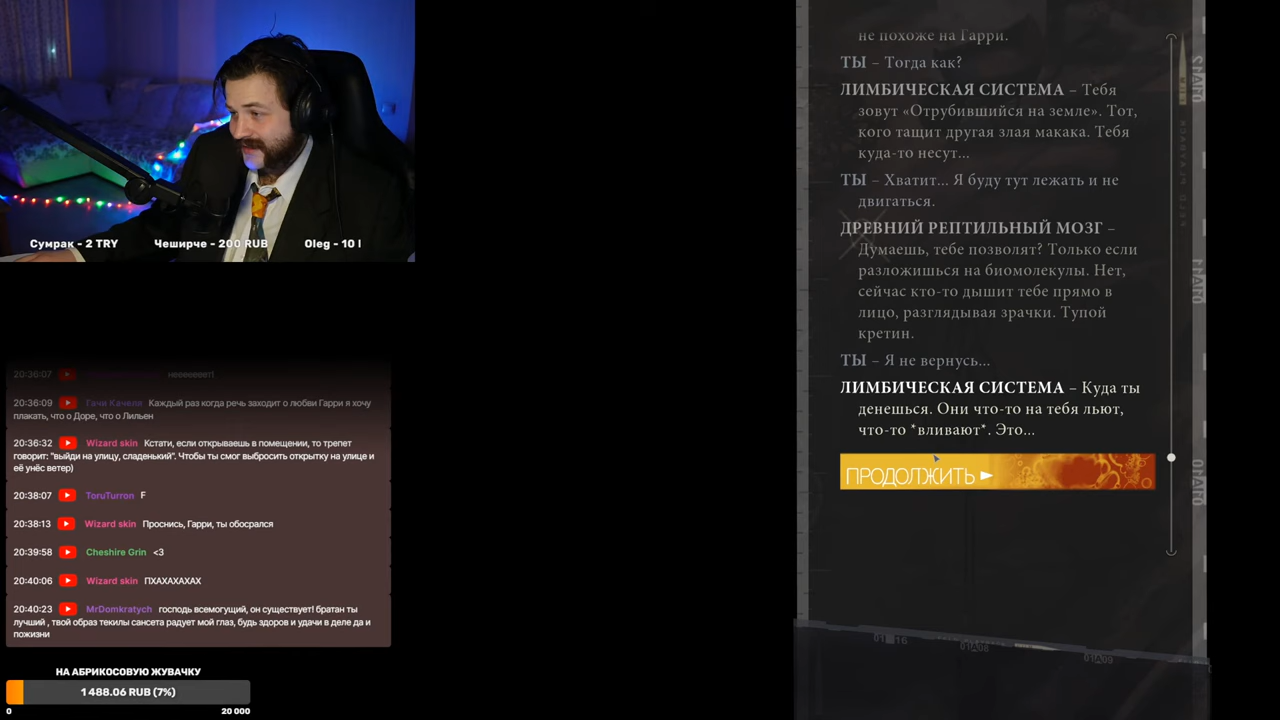 Сумрак - 2 TRY
Чеширче - 200 RUB
Oleg - 10
20:36:07 нееееееет!
20:36:09 Гачи Качеля Каждый раз когда речь заходит о любви Гарри я хочу
плакать, что о Доре, что о Лильен
20:36:32 Wizard skin Кстати, если открываешь в помещении, то трепет
говорит: "выйди на улицу, сладенький". Чтобы ты смог выбросить открытку на улице и
её унёс ветер)
20:38:07 ToruTurron F
20:38:13 Wizard skin Проснись, Гарри, ты обосрался
20:39:58 Cheshire Grin <3
20:40:06 Wizard skin ПХАХАХАХАХ
20:40:23 MrDomkratych господь всемогущий, он существует! братан ты
лучший , твой образ текилы сансета радует мой глаз, будь здоров и удачи в деле да и
пожизни
НА АБРИКОСОВУЮ ЖУВАЧКУ
1 488.06 RUB (7%)
0
20 000
не похоже на Гарри.
ТЫ – Тогда как?
ЛИМБИЧЕСКАЯ СИСТЕМА – Тебя
зовут «Отрубившийся на земле». Тот,
кого тащит другая злая макака. Тебя
куда-то несут...
ТЫ – Хватит... Я буду тут лежать и не
двигаться.
ДРЕВНИЙ РЕПТИЛЬНЫЙ МОЗГ –
Думаешь, тебе позволят? Только если
разложишься на биомолекулы. Нет,
сейчас кто-то дышит тебе прямо в
лицо, разглядывая зрачки. Тупой
кретин.
ТЫ – Я не вернусь...
ЛИМБИЧЕСКАЯ СИСТЕМА – Куда ты
денешься. Они что-то на тебя льют,
что-то *вливают*. Это...
ПРОДОЛЖИТЬ